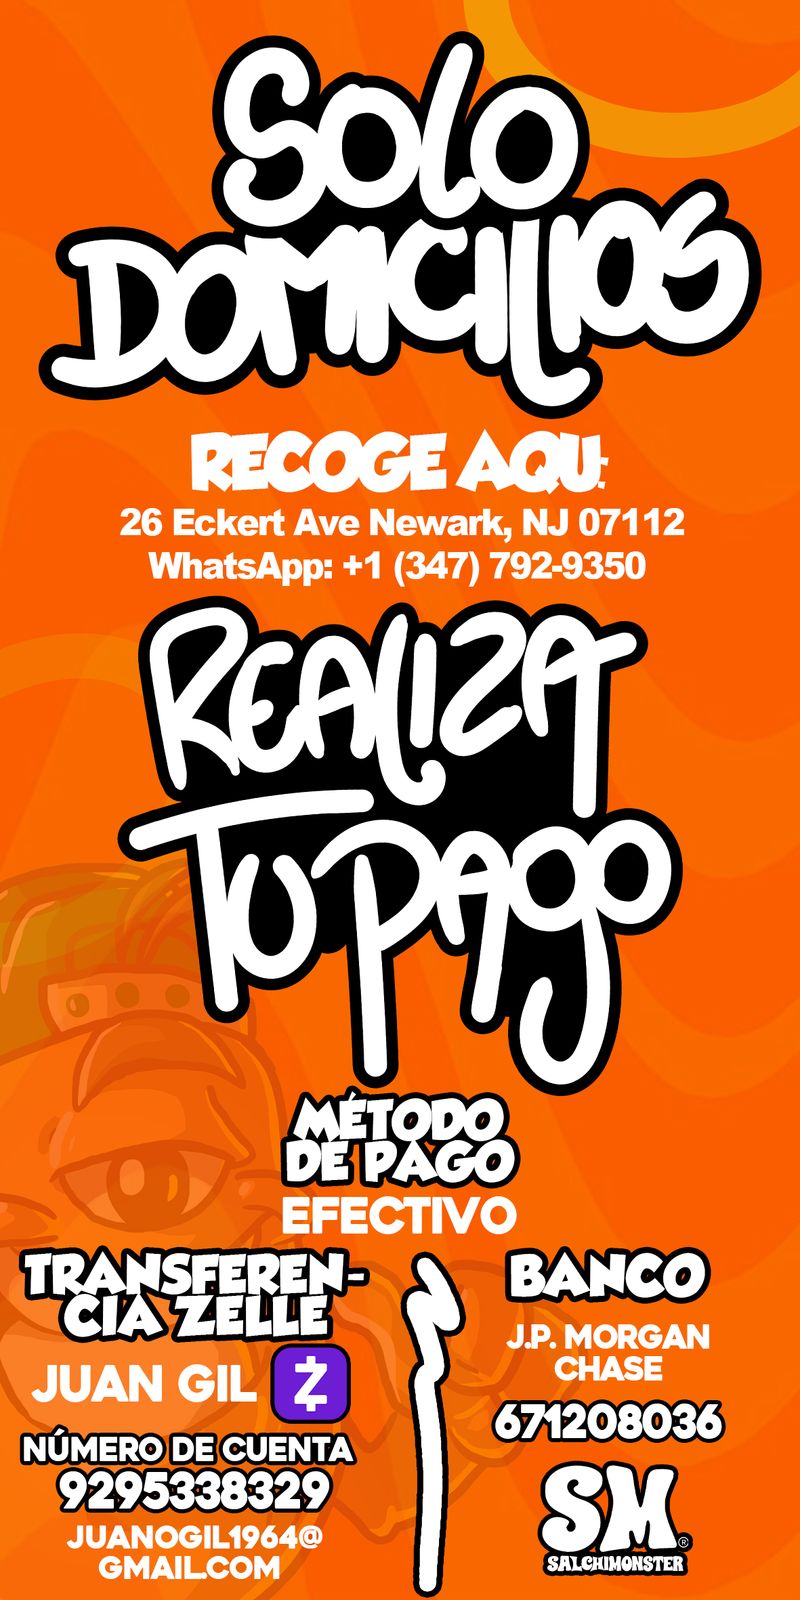 SOLO
DOMICILIOS
RECOGE AQUÍ:
26 Eckert Ave Newark, NJ 07112
WhatsApp: +1 (347) 792-9350
REALIZA
TU PAGO
MÉTODO
DE PAGO
EFECTIVO
TRANSFEREN-
CIA ZELLE
JUAN GIL
NÚMERO DE CUENTA
9295338329
JUANOGIL1964@
GMAIL.COM
BANCO
J.P. MORGAN
CHASE
671208036
SM®
SALCHIMONSTER